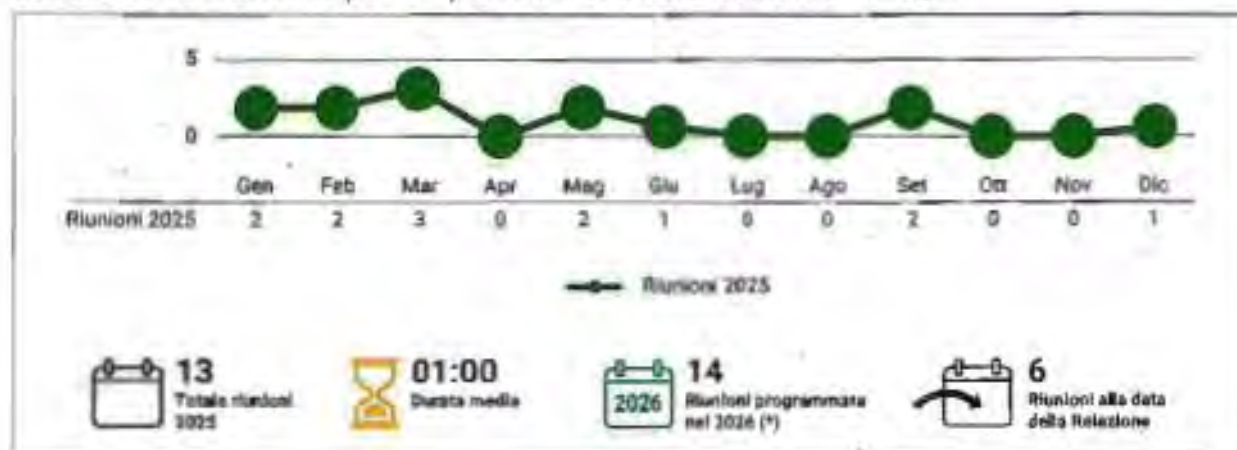 5
0
Gen Feb Mar Apr Mag Giu Lug Ago Set Ott Nov Dic
Riunioni 2025 2 2 3 0 2 1 0 0 2 0 0 1
Riunioni 2025
13
Totale riunioni
2025
01:00
Durata media
2026
14
Riunioni programmate
nel 2026 (*)
6
Riunioni alla data
della Relazione